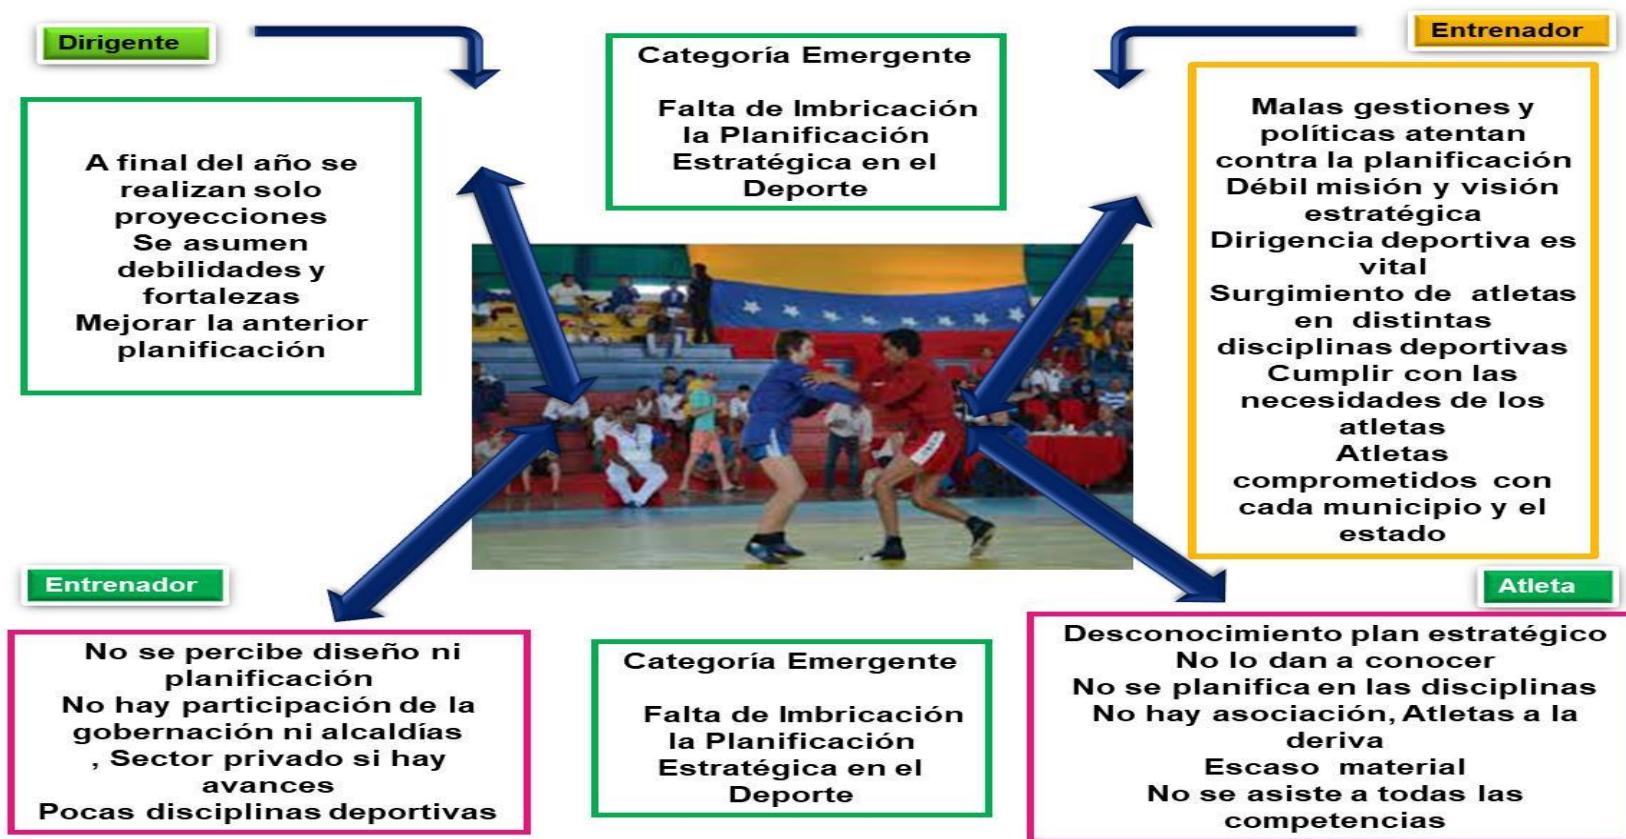 Dirigente
A final del año se
realizan solo
proyecciones
Se asumen
debilidades y
fortalezas
Mejorar la anterior
planificación
Categoría Emergente
Falta de Imbricación
la Planificación
Estratégica en el
Deporte
Entrenador
Malas gestiones y
políticas atentan
contra la planificación
Débil misión y visión
estratégica
Dirigencia deportiva es
vital
Surgimiento de atletas
en distintas
disciplinas deportivas
Cumplir con las
necesidades de los
atletas
Atletas
comprometidos con
cada municipio y el
estado
Entrenador
No se percibe diseño ni
planificación
No hay participación de la
gobernación ni alcaldías
, Sector privado si hay
avances
Pocas disciplinas deportivas
Categoría Emergente
Falta de Imbricación
la Planificación
Estratégica en el
Deporte
Atleta
Desconocimiento plan estratégico
No lo dan a conocer
No se planifica en las disciplinas
No hay asociación, Atletas a la
deriva
Escaso material
No se asiste a todas las
competencias